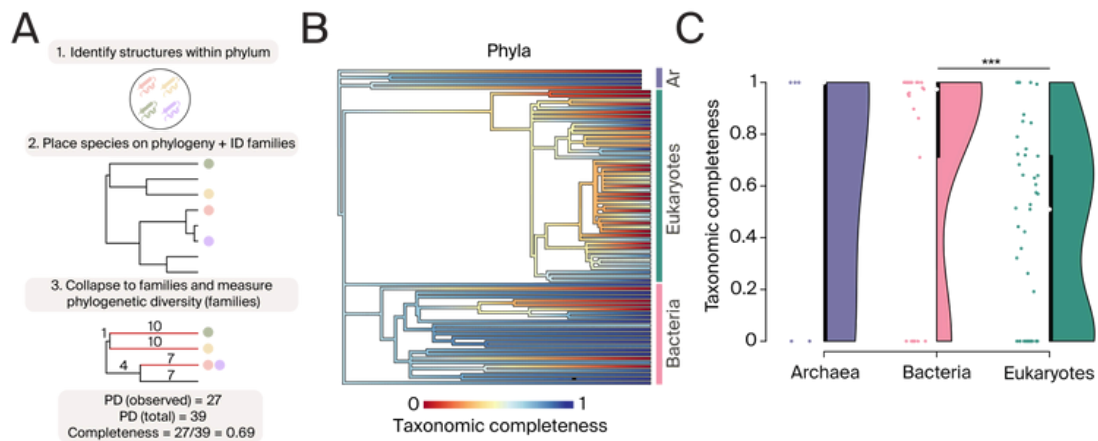 A
1. Identify structures within phylum
2. Place species on phylogeny + ID families
3. Collapse to families and measure
phylogenetic diversity (families)
1
10
10
4
7
7
PD (observed) = 27
PD (total) = 39
Completeness = 27/39 = 0.69
B
Phyla
Ar
Eukaryotes
Bacteria
0
1
Taxonomic completeness
C
***
Taxonomic completeness
1
0.8
0.6
0.4
0.2
0
Archaea
Bacteria
Eukaryotes